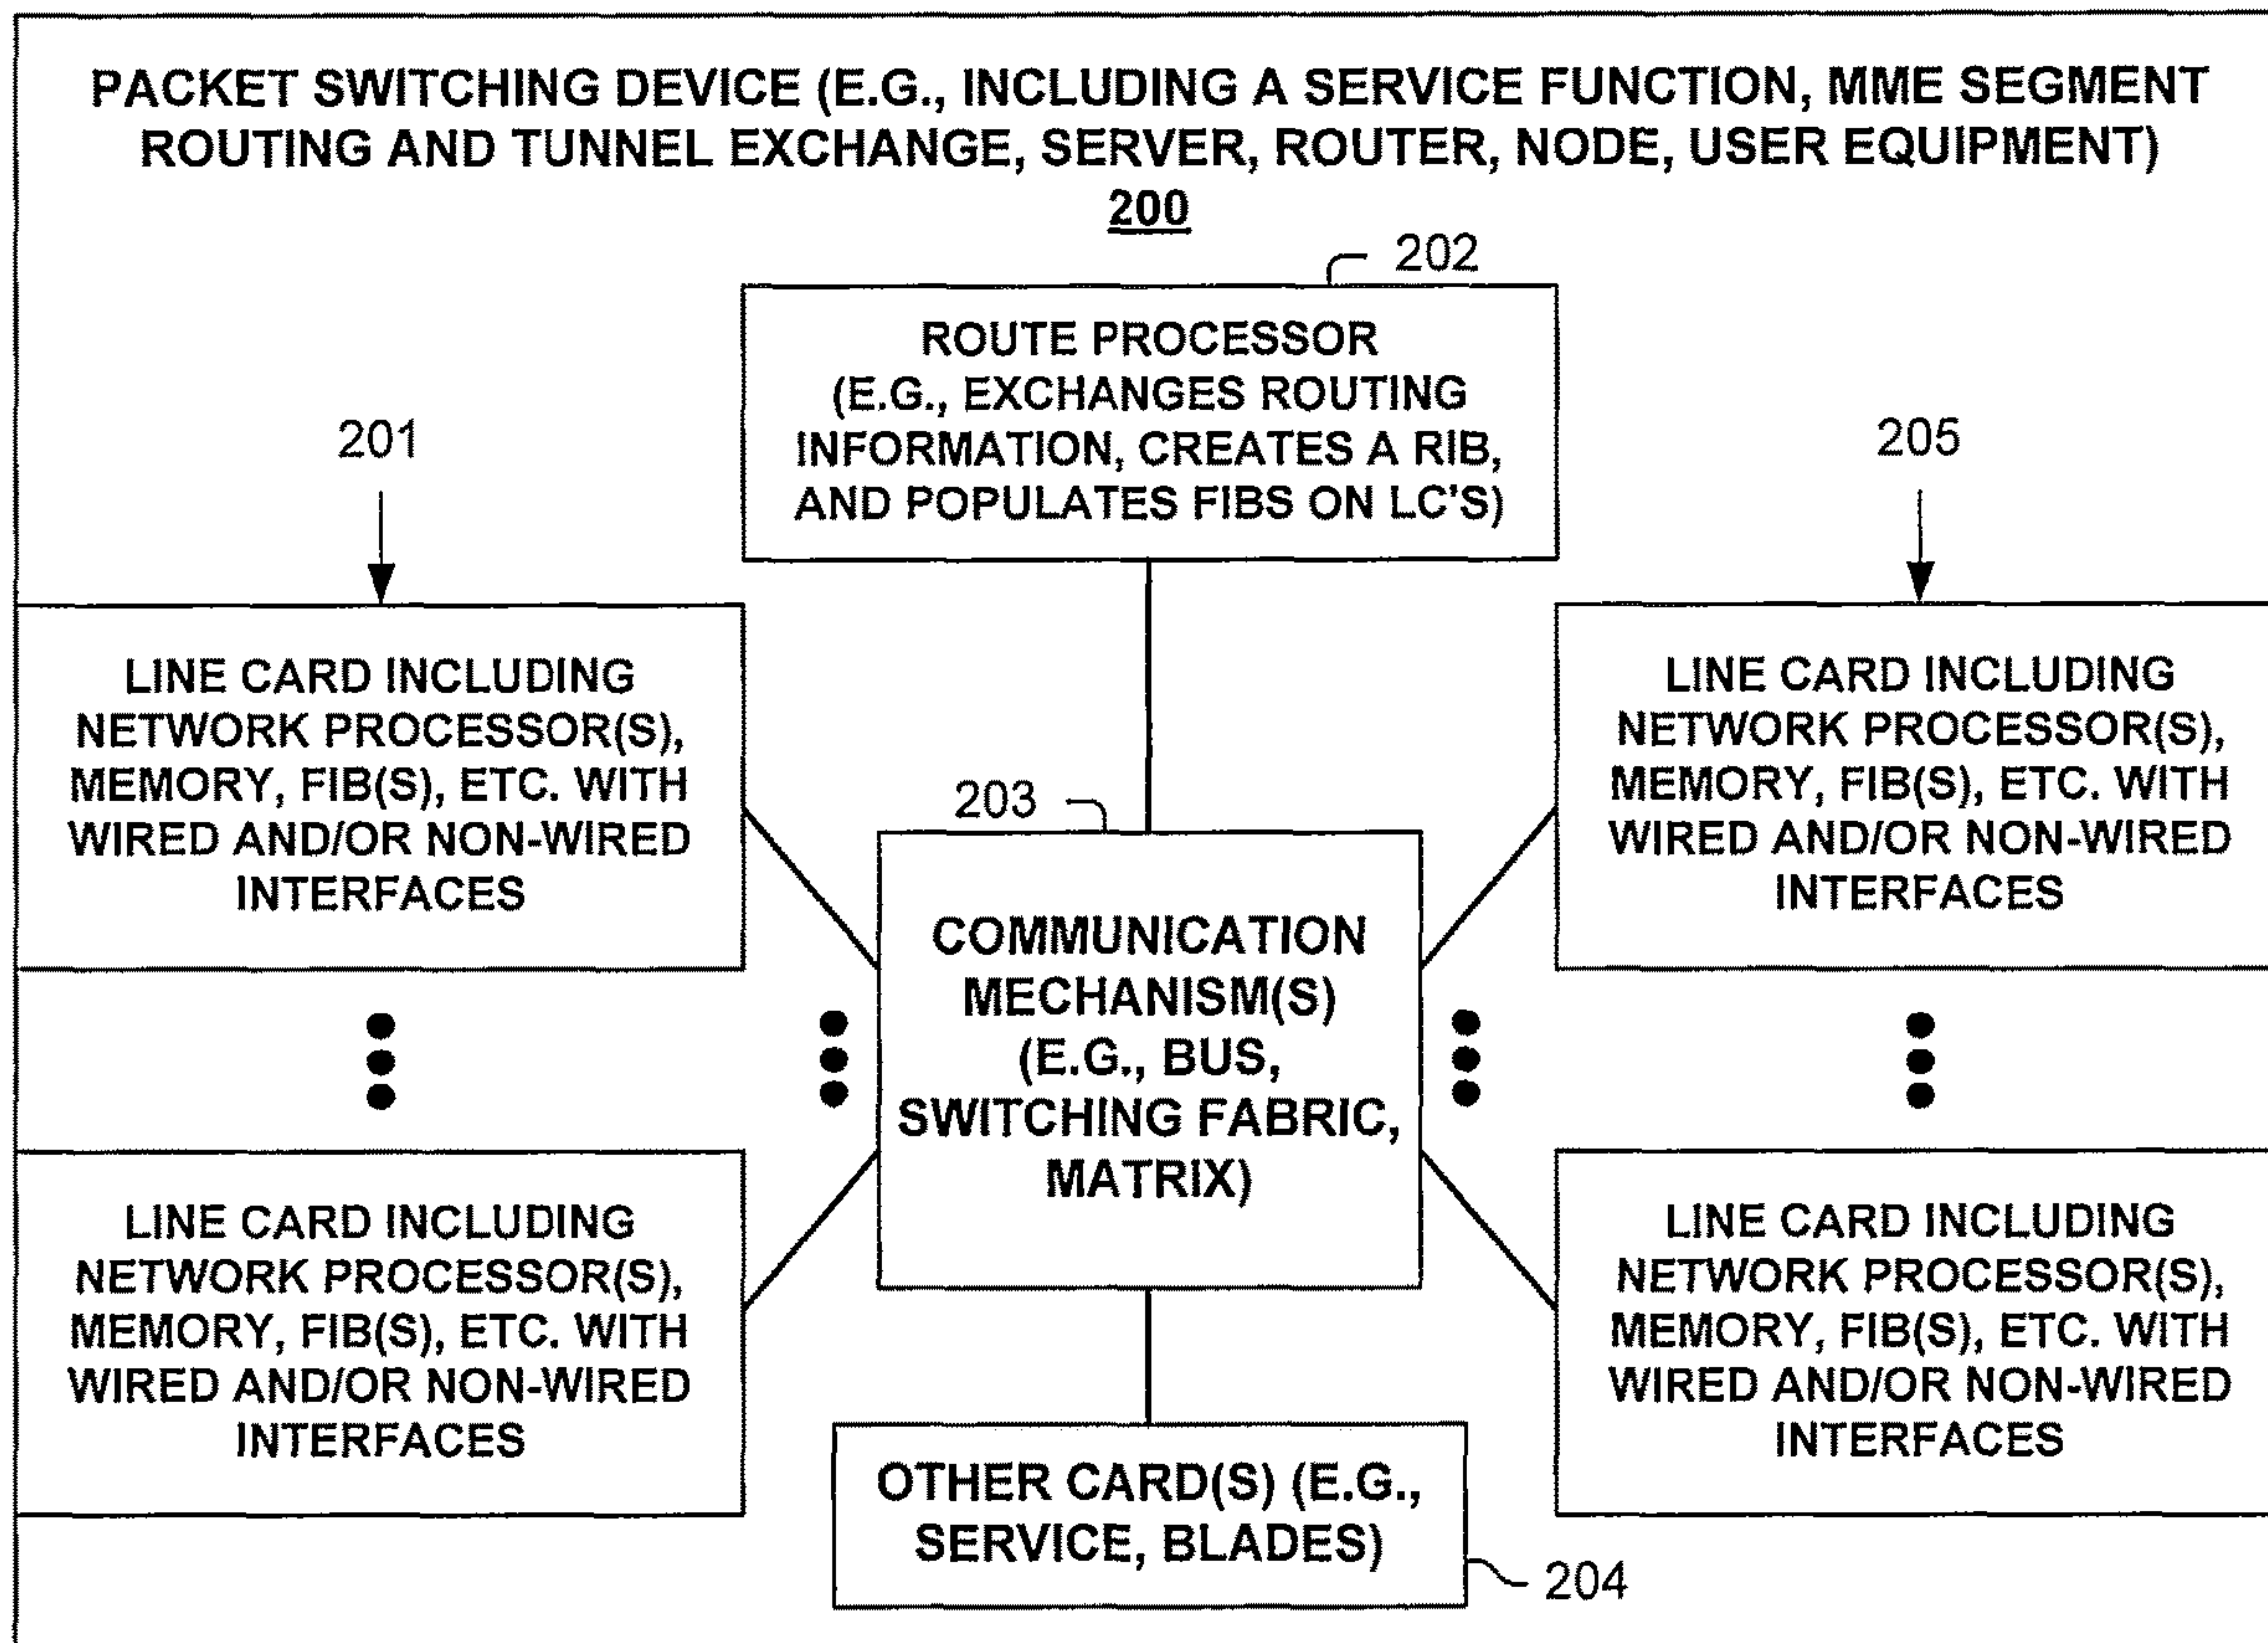 PACKET SWITCHING DEVICE (E.G., INCLUDING A SERVICE FUNCTION, MME SEGMENT
ROUTING AND TUNNEL EXCHANGE, SERVER, ROUTER, NODE, USER EQUIPMENT)
200
202
ROUTE PROCESSOR
(E.G., EXCHANGES ROUTING
INFORMATION, CREATES A RIB,
AND POPULATES FIBS ON LC'S)
201
205
LINE CARD INCLUDING
NETWORK PROCESSOR(S),
MEMORY, FIB(S), ETC. WITH
WIRED AND/OR NON-WIRED
INTERFACES
LINE CARD INCLUDING
NETWORK PROCESSOR(S),
MEMORY, FIB(S), ETC. WITH
WIRED AND/OR NON-WIRED
INTERFACES
203
COMMUNICATION
MECHANISM(S)
(E.G., BUS,
SWITCHING FABRIC,
MATRIX)
LINE CARD INCLUDING
NETWORK PROCESSOR(S),
MEMORY, FIB(S), ETC. WITH
WIRED AND/OR NON-WIRED
INTERFACES
LINE CARD INCLUDING
NETWORK PROCESSOR(S),
MEMORY, FIB(S), ETC. WITH
WIRED AND/OR NON-WIRED
INTERFACES
OTHER CARD(S) (E.G.,
SERVICE, BLADES)
204